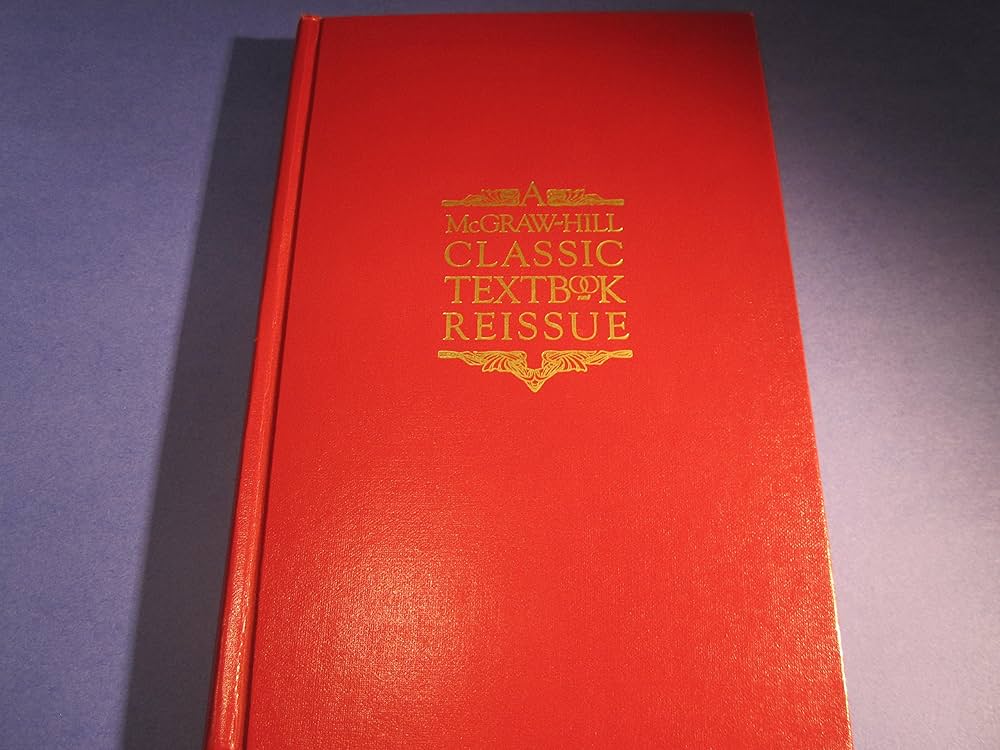 A
McGRAW-HILL
CLASSIC
TEXTBOOK
REISSUE